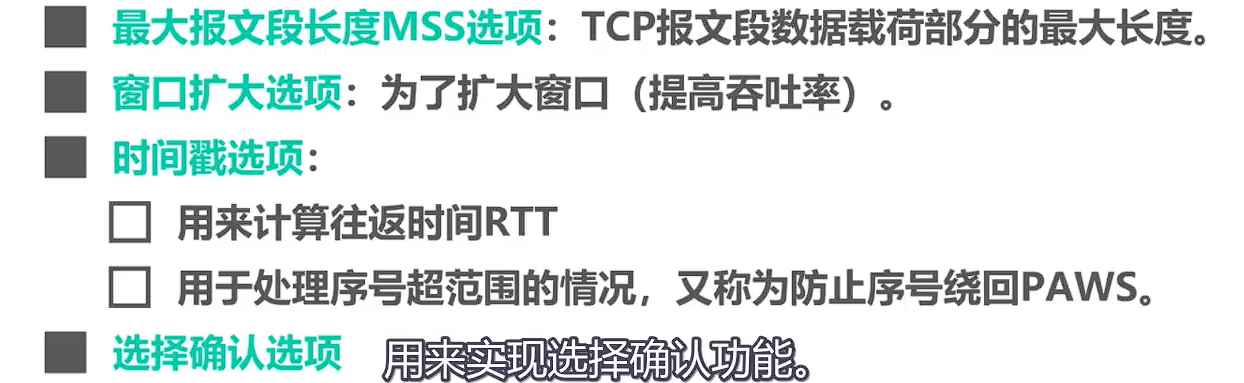 最大报文段长度MSS选项：TCP报文段数据载荷部分的最大长度。
窗口扩大选项：为了扩大窗口（提高吞吐率）。
时间戳选项：
用来计算往返时间RTT
用于处理序号超范围的情况，又称为防止序号绕回PAWS。
选择确认选项 用来实现选择确认功能。